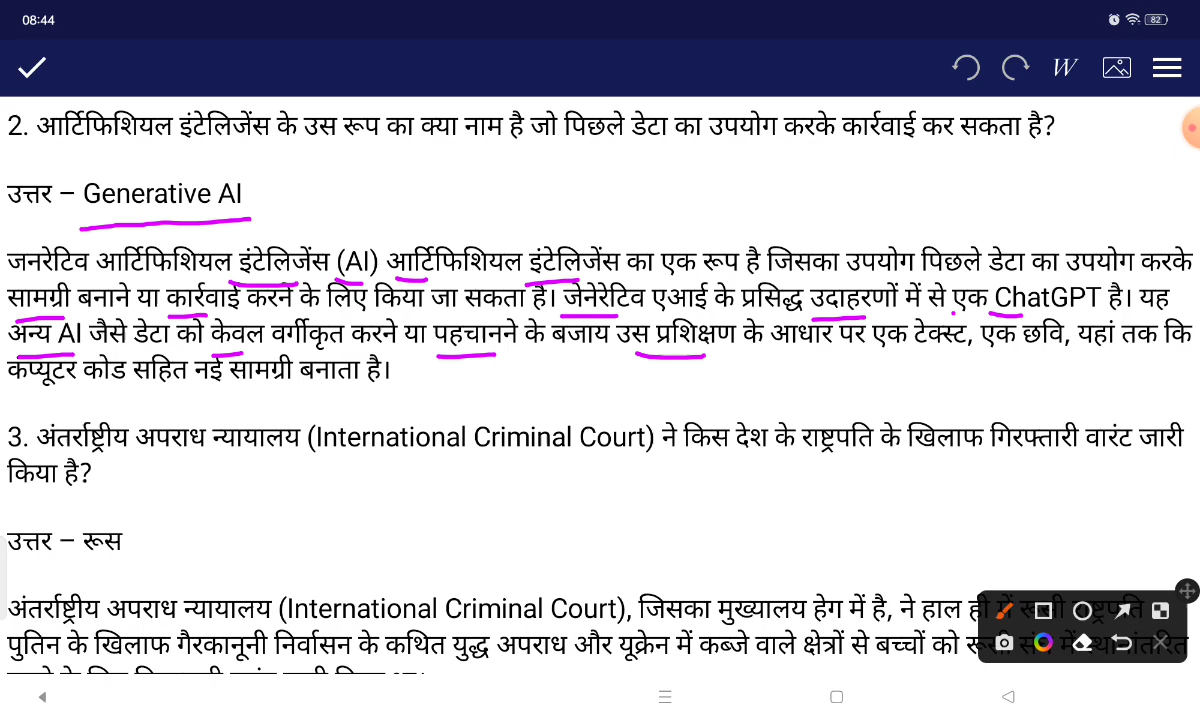 08:44
82
W
2. आर्टिफिशियल इंटेलिजेंस के उस रूप का क्या नाम है जो पिछले डेटा का उपयोग करके कार्रवाई कर सकता है?
उत्तर – Generative AI
जनरेटिव आर्टिफिशियल इंटेलिजेंस (AI) आर्टिफिशियल इंटेलिजेंस का एक रूप है जिसका उपयोग पिछले डेटा का उपयोग करके
सामग्री बनाने या कार्रवाई करने के लिए किया जा सकता है। जेनेरेटिव एआई के प्रसिद्ध उदाहरणों में से एक ChatGPT है। यह
अन्य AI जैसे डेटा को केवल वर्गीकृत करने या पहचानने के बजाय उस प्रशिक्षण के आधार पर एक टेक्स्ट, एक छवि, यहां तक कि
कंप्यूटर कोड सहित नई सामग्री बनाता है।
3. अंतर्राष्ट्रीय अपराध न्यायालय (International Criminal Court) ने किस देश के राष्ट्रपति के खिलाफ गिरफ्तारी वारंट जारी
किया है?
उत्तर – रूस
अंतर्राष्ट्रीय अपराध न्यायालय (International Criminal Court), जिसका मुख्यालय हेग में है, ने हाल ही में रूसी राष्ट्रपति
पुतिन के खिलाफ गैरकानूनी निर्वासन के कथित युद्ध अपराध और यूक्रेन में कब्जे वाले क्षेत्रों से बच्चों को रूसी संघ में स्थानांतरित